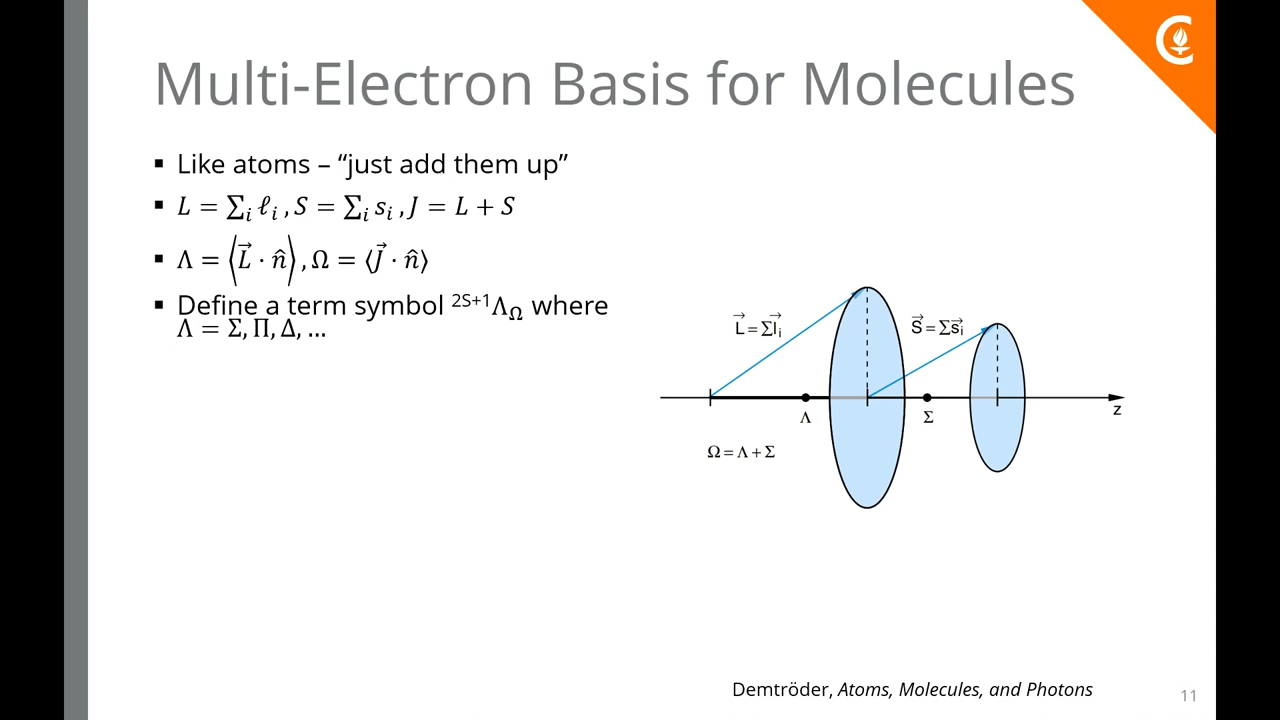 Multi-Electron Basis for Molecules
▪ Like atoms – “just add them up”
▪ L = ∑ᵢ ℓᵢ , S = ∑ᵢ sᵢ , J = L + S
▪ Λ = ⟨L⃗ · n̂⟩ , Ω = ⟨J⃗ · n̂⟩
▪ Define a term symbol ²ˢ⁺¹Λ_Ω where
Λ = Σ, Π, Δ, …
L⃗ = Σl⃗ᵢ
S⃗ = Σs⃗ᵢ
Λ
Σ
z
Ω = Λ + Σ
Demtröder, Atoms, Molecules, and Photons
11